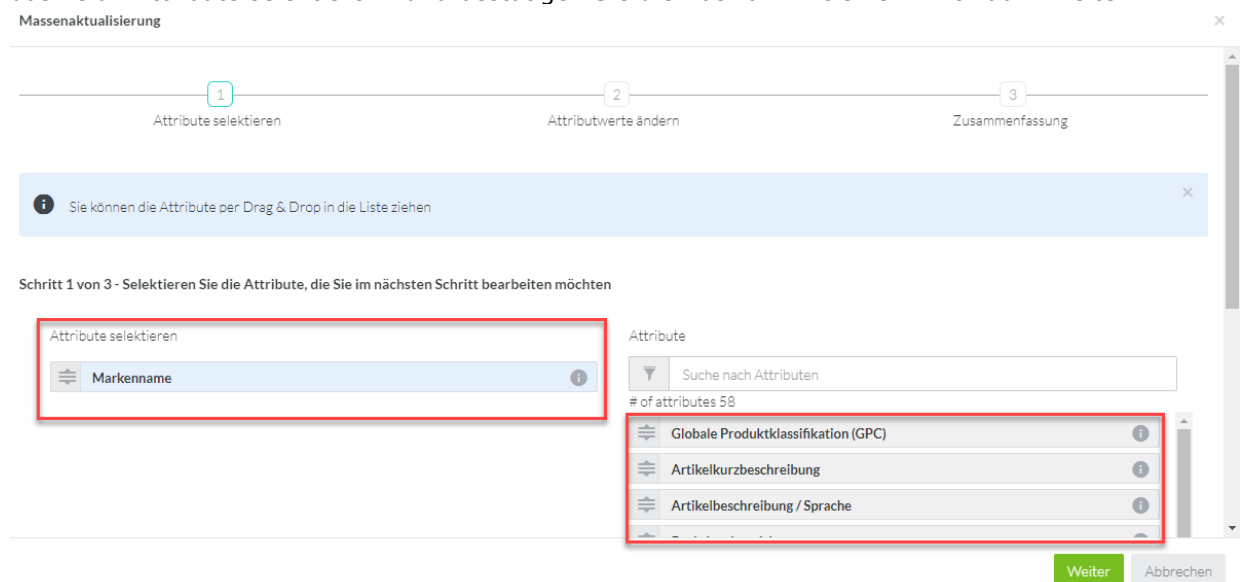 Massenaktualisierung
1
2
3
Attribute selektieren
Attributwerte ändern
Zusammenfassung
Sie können die Attribute per Drag & Drop in die Liste ziehen
Schritt 1 von 3 - Selektieren Sie die Attribute, die Sie im nächsten Schritt bearbeiten möchten
Attribute selektieren
Markenname
Attribute
Suche nach Attributen
# of attributes 58
Globale Produktklassifikation (GPC)
Artikelkurzbeschreibung
Artikelbeschreibung / Sprache
Weiter
Abbrechen